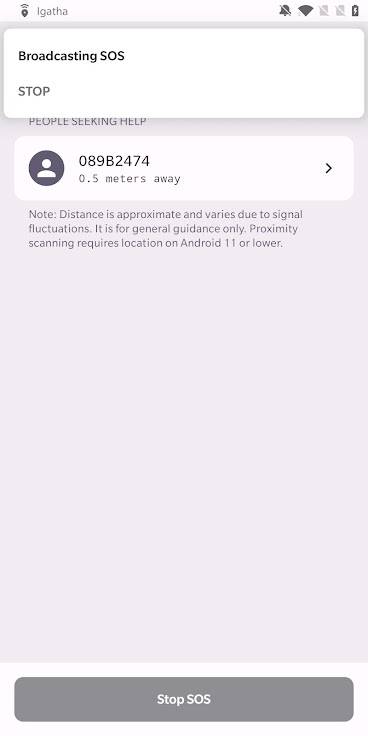 Igatha
Broadcasting SOS
STOP
PEOPLE SEEKING HELP
089B2474
0.5 meters away
Note: Distance is approximate and varies due to signal
fluctuations. It is for general guidance only. Proximity
scanning requires location on Android 11 or lower.
Stop SOS